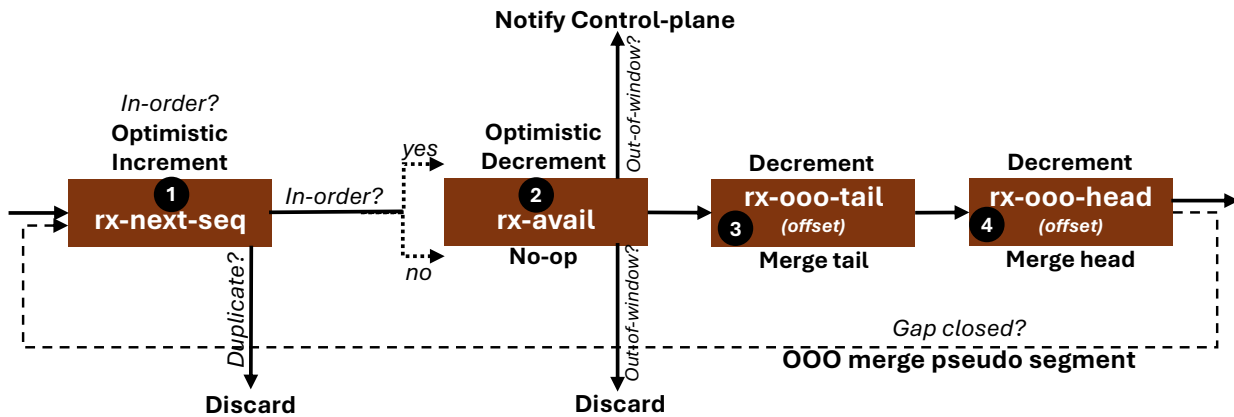 Notify Control-plane
In-order?
Optimistic
Increment
1
rx-next-seq
In-order?
yes
no
Duplicate?
Discard
Optimistic
Decrement
2
rx-avail
No-op
Out-of-window?
Out-of-window?
Discard
Decrement
rx-ooo-tail
3
(offset)
Merge tail
Decrement
rx-ooo-head
4
(offset)
Merge head
Gap closed?
OOO merge pseudo segment